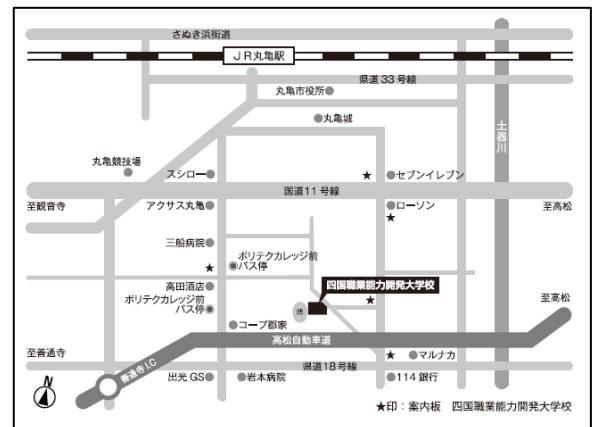 さぬき浜街道
JR丸亀駅
県道33号線
丸亀市役所
丸亀城
土器川
丸亀競技場
スシロー
★
セブンイレブン
国道11号線
至観音寺
アクサス丸亀
ローソン
★
至高松
三船病院
ポリテクカレッジ前
バス停
★
高田酒店
四国職業能力開発大学校
ポリテクカレッジ前
バス停
池
★
至高松
コープ郡家
高松自動車道
至善通寺
★
マルナカ
県道18号線
善通寺I.C
N
出光GS
岩本病院
114銀行
★印：案内板 四国職業能力開発大学校